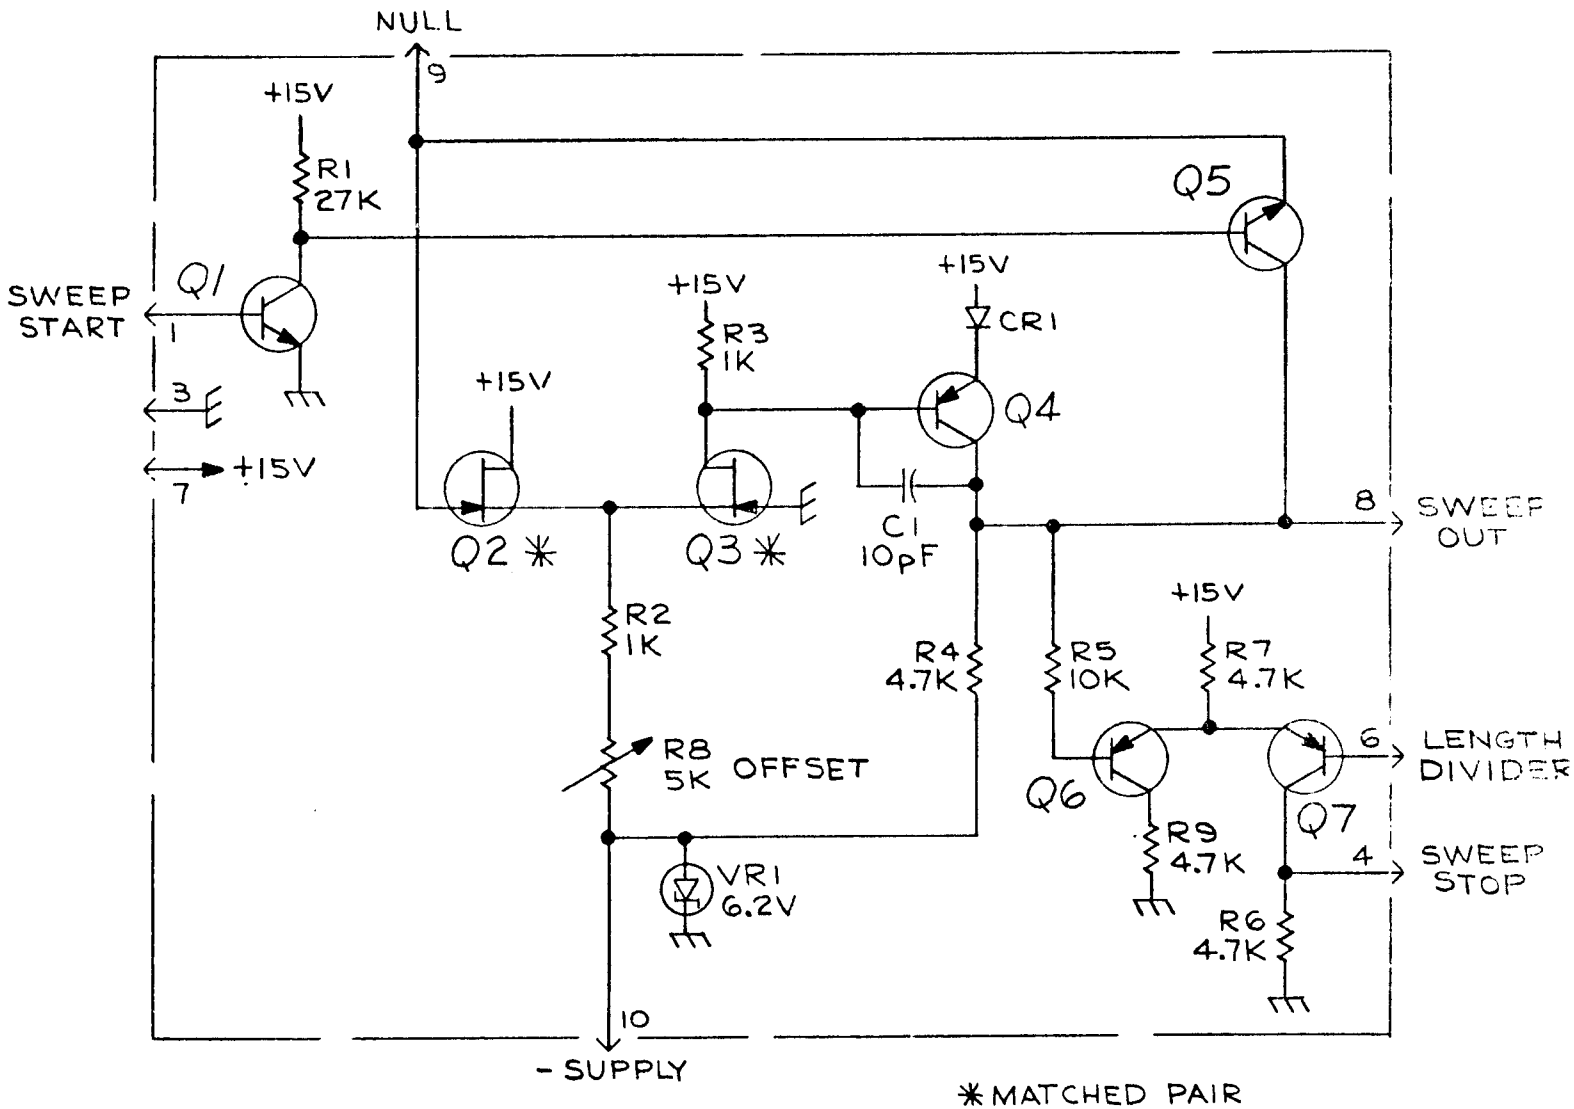 NULL
9
+15V
R1
27K
Q5
Q1
SWEEP
START
1
+15V
+15V
CR1
R3
1K
3
+15V
Q4
+15V
7
8
SWEEP
OUT
C1
10pF
Q2 *
Q3 *
+15V
R2
1K
R4
4.7K
R5
10K
R7
4.7K
R8
5K OFFSET
6
LENGTH
DIVIDER
Q6
Q7
R9
4.7K
VR1
6.2V
4
SWEEP
STOP
R6
4.7K
10
- SUPPLY
* MATCHED PAIR